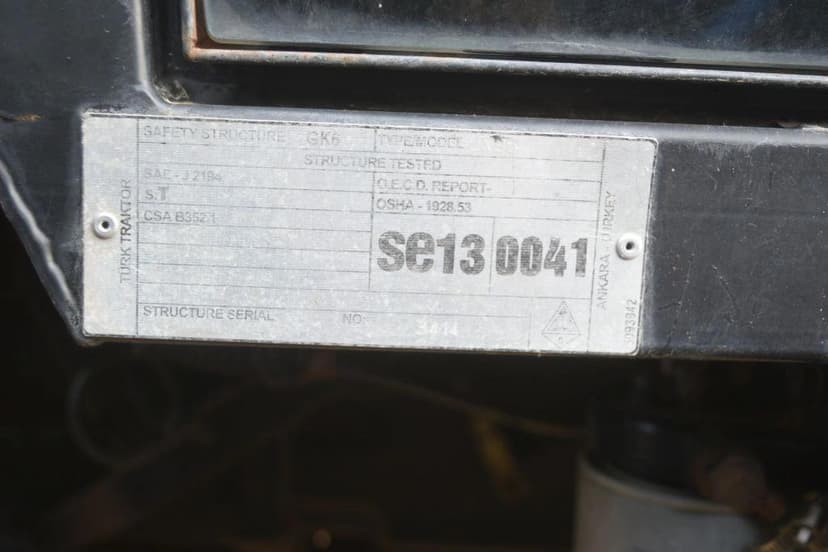 SAFETY STRUCTURE GK6 TYPE/MODEL
STRUCTURE TESTED
SAE - J 2194
O.E.C.D. REPORT-
S.T
OSHA - 1928.53
CSA B352.1
se13 0041
STRUCTURE SERIAL NO:
TURK TRAKTOR
ANKARA TURKEY